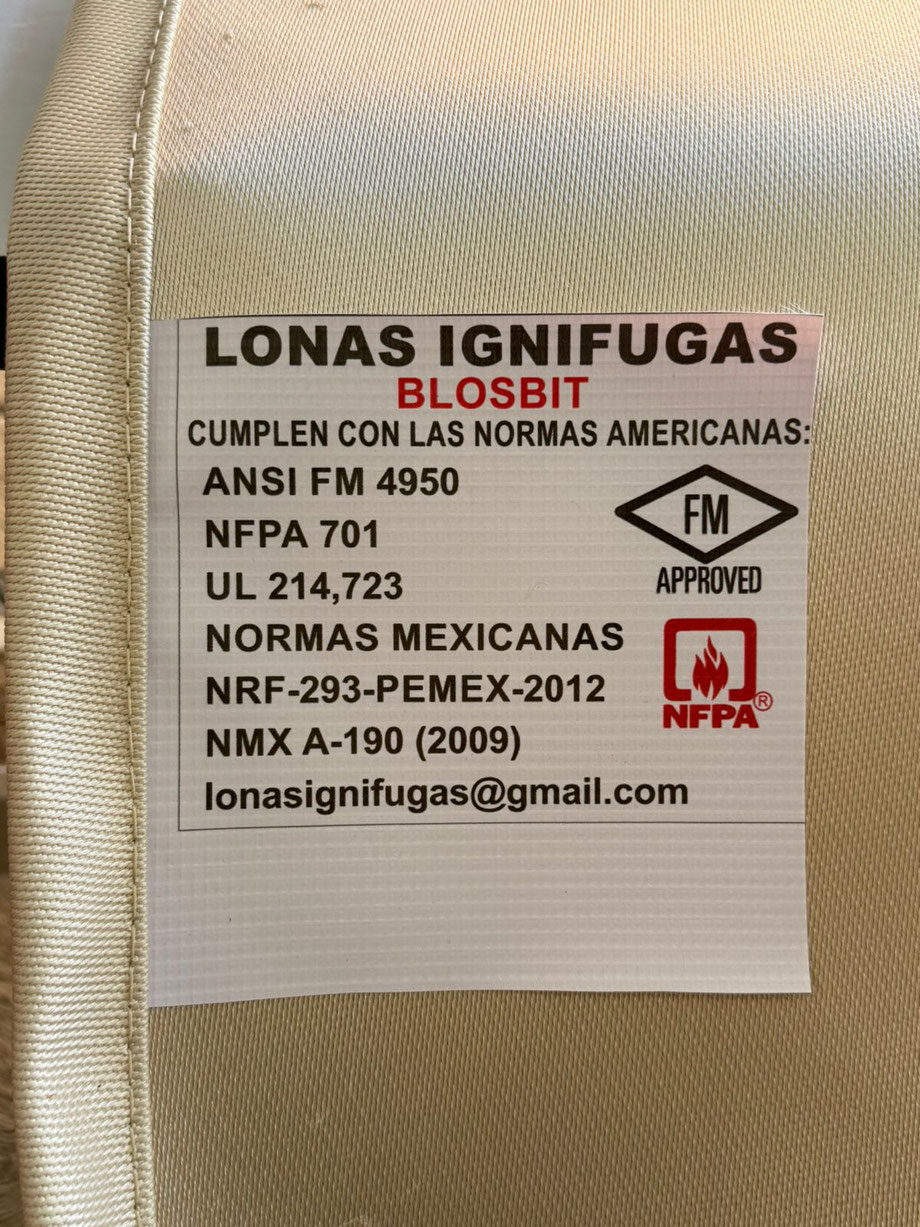 LONAS IGNIFUGAS
BLOSBIT
CUMPLEN CON LAS NORMAS AMERICANAS:
ANSI FM 4950
NFPA 701
UL 214,723
NORMAS MEXICANAS
NRF-293-PEMEX-2012
NMX A-190 (2009)
lonasignifugas@gmail.com
FM
APPROVED
NFPA®